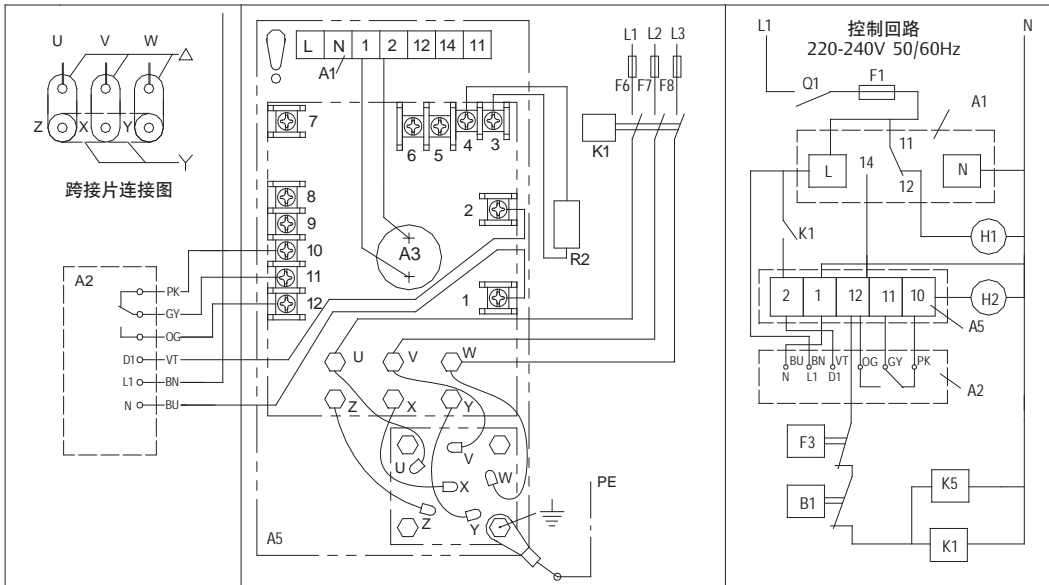 U V W
△
Z X Y
Y
跨接片连接图
A2
PK
GY
OG
D1 VT
L1 BN
N BU
L N 1 2 12 14 11
A1
7
6 5 4 3
8
9
10
11
12
2
1
A3
R2
U V W
Z X Y
U V W
X
Z Y
A5
PE
L1 L2 L3
F6 F7 F8
K1
控制回路
220-240V 50/60Hz
L1 N
Q1 F1
A1
11
L 14 12 N
K1
H1
2 1 12 11 10
H2
A5
BU BN VT OG GY PK
N L1 D1
A2
F3
B1
K5
K1